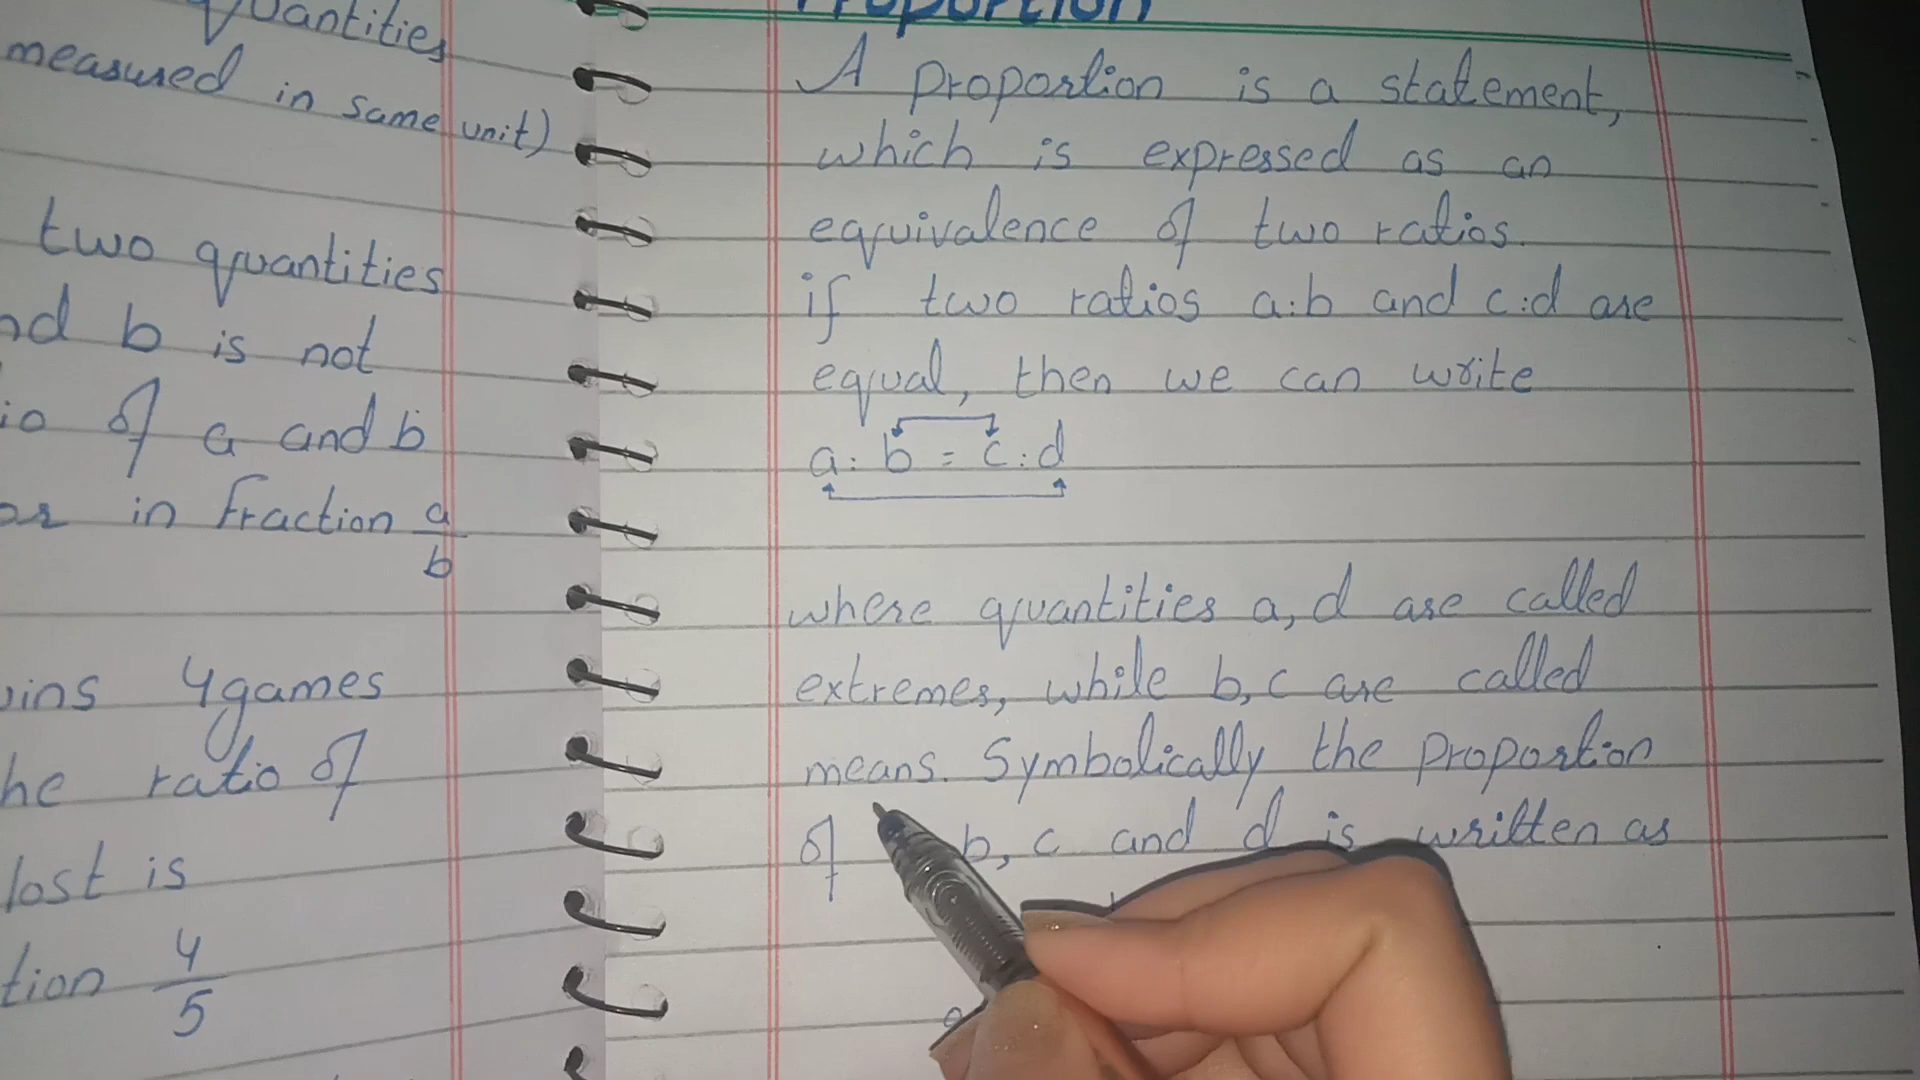 quantities
measured in same unit)
two quantities
nd b is not
io of a and b
or in fraction a
b
ins 4games
he ratio of
lost is
tion 4
5
Proportion
A proportion is a statement,
which is expressed as an
equivalence of two ratios.
if two ratios a:b and c:d are
equal, then we can write
a:b = c:d
where quantities a,d are called
extremes, while b,c are called
means. Symbolically the proportion
of b, c and d is written as